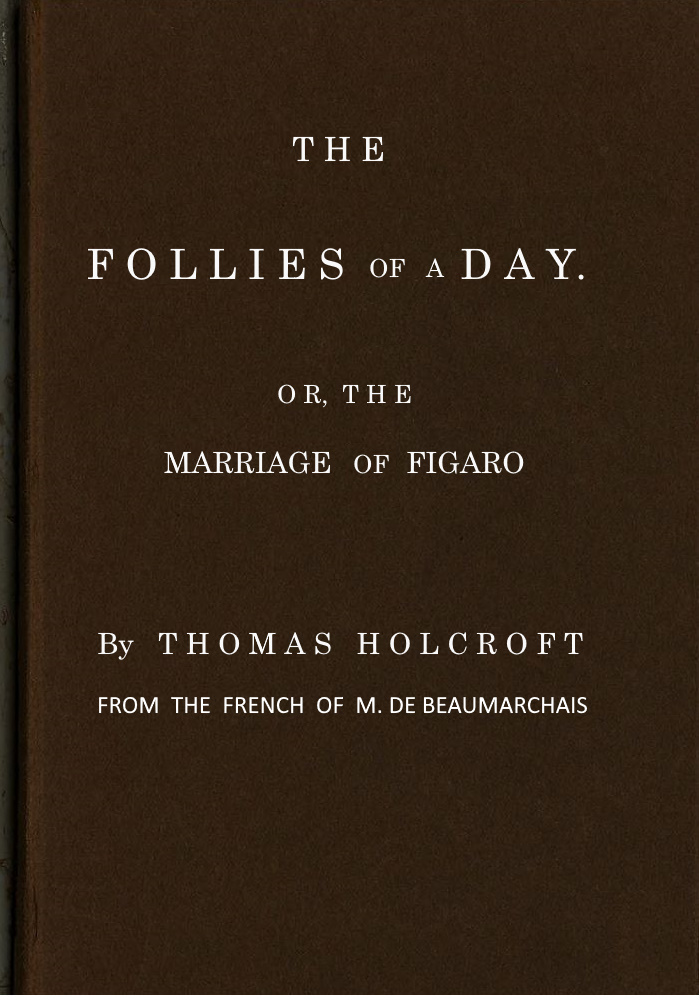 THE
FOLLIES OF A DAY.
OR, THE
MARRIAGE OF FIGARO
By THOMAS HOLCROFT
FROM THE FRENCH OF M. DE BEAUMARCHAIS